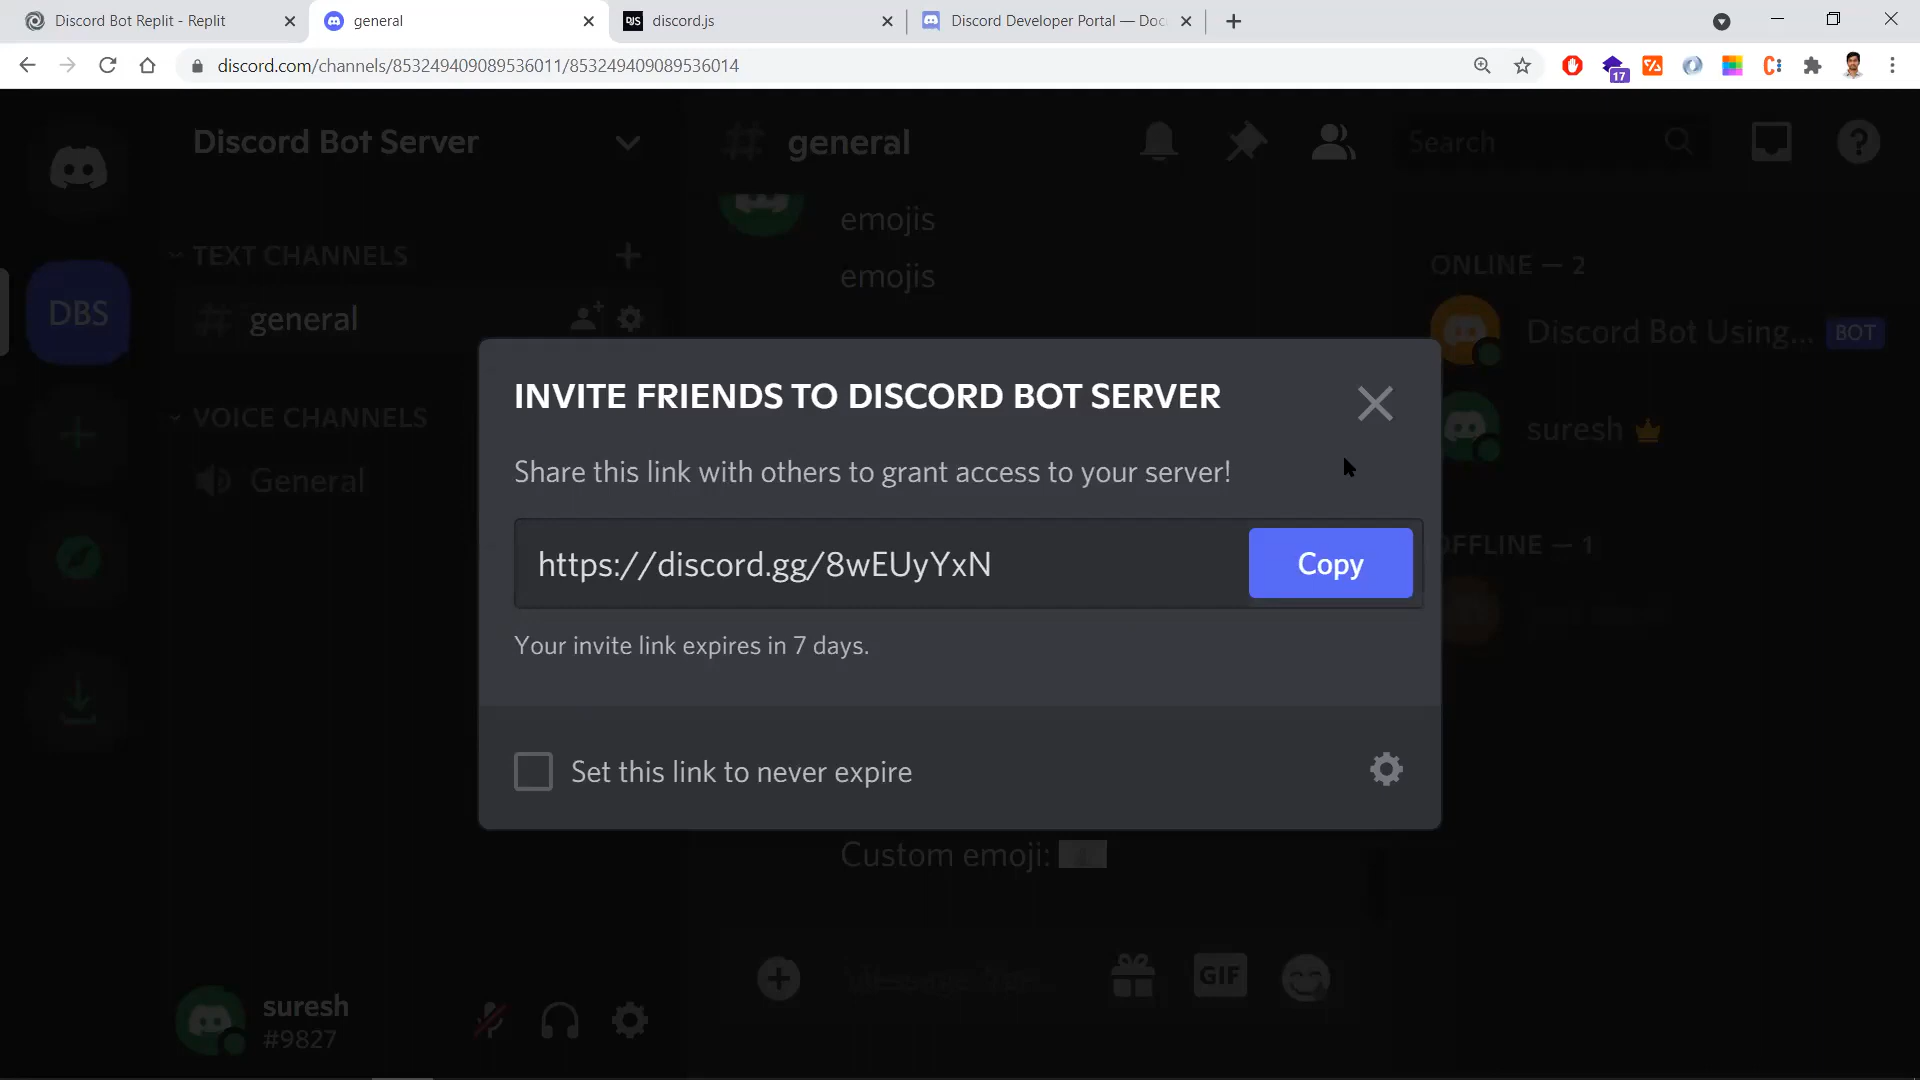 Discord Bot Replit - Replit
general
discord.js
Discord Developer Portal — Doc
discord.com/channels/853249409089536011/853249409089536014
17
Discord Bot Server
general
Search
TEXT CHANNELS
general
VOICE CHANNELS
General
DBS
emojis
emojis
ONLINE — 2
Discord Bot Using...
BOT
suresh
OFFLINE — 1
INVITE FRIENDS TO DISCORD BOT SERVER
Share this link with others to grant access to your server!
https://discord.gg/8wEUyYxN
Copy
Your invite link expires in 7 days.
Set this link to never expire
Custom emoji:
GIF
suresh
#9827